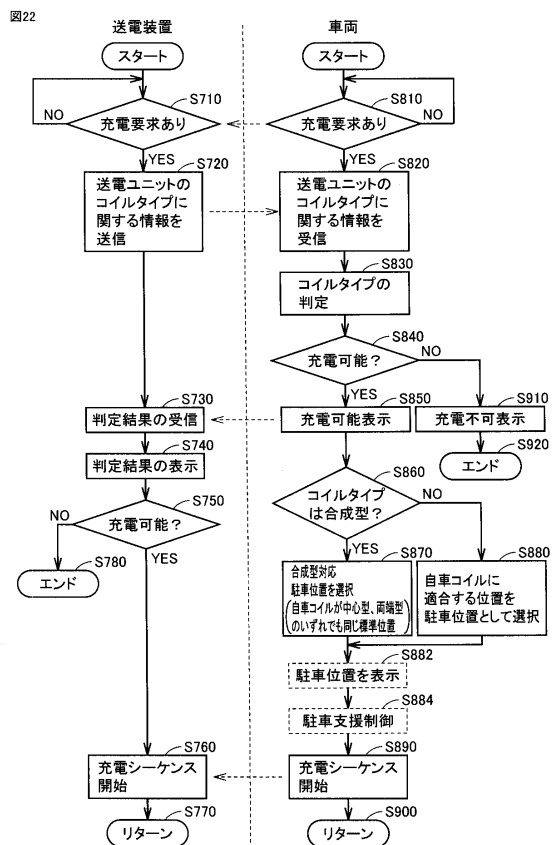 図22
送電装置
スタート
NO
S710
充電要求あり
YES
S720
送電ユニットの
コイルタイプに
関する情報を
送信
S730
判定結果の受信
S740
判定結果の表示
S750
NO
充電可能？
YES
S780
エンド
S760
充電シーケンス
開始
S770
リターン
車両
スタート
S810
NO
充電要求あり
YES
S820
送電ユニットの
コイルタイプに
関する情報を
受信
S830
コイルタイプの
判定
S840
充電可能？
NO
YES
S850
充電可能表示
S910
充電不可表示
S920
エンド
S860
コイルタイプ
は合成型？
NO
YES
S870
合成型対応
駐車位置を選択
（自車コイルが中心型、両端型
のいずれでも同じ標準位置）
S880
自車コイルに
適合する位置を
駐車位置として選択
S882
駐車位置を表示
S884
駐車支援制御
S890
充電シーケンス
開始
S900
リターン